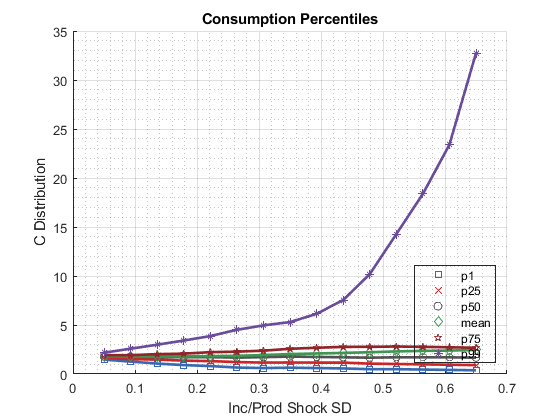 Consumption Percentiles
C Distribution
35
30
25
20
15
10
5
0
p1
p25
p50
mean
p75
p99
0 0.1 0.2 0.3 0.4 0.5 0.6 0.7
Inc/Prod Shock SD